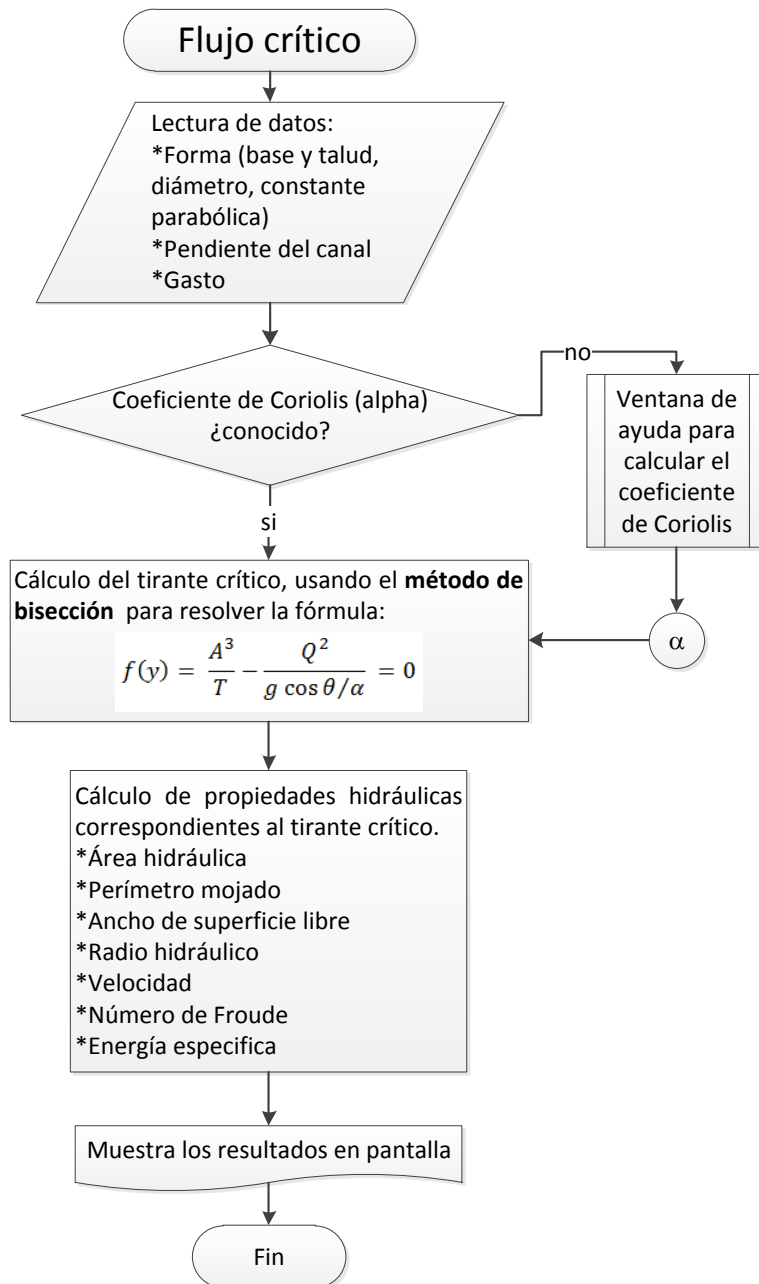 Flujo crítico
Lectura de datos:
*Forma (base y talud,
diámetro, constante
parabólica)
*Pendiente del canal
*Gasto
Coeficiente de Coriolis (alpha)
¿conocido?
no
Ventana de
ayuda para
calcular el
coeficiente
de Coriolis
si
α
Cálculo del tirante crítico, usando el método de
bisección para resolver la fórmula:
f(y) = A^3/T − Q^2/(g cos θ/α) = 0
Cálculo de propiedades hidráulicas
correspondientes al tirante crítico.
*Área hidráulica
*Perímetro mojado
*Ancho de superficie libre
*Radio hidráulico
*Velocidad
*Número de Froude
*Energía especifica
Muestra los resultados en pantalla
Fin